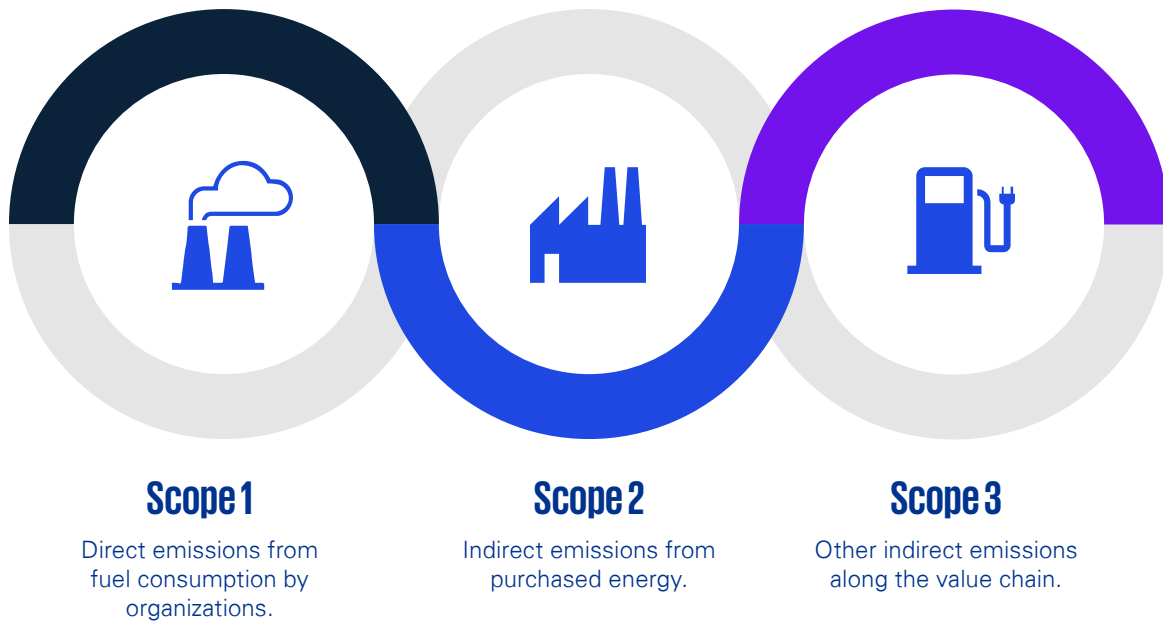 Scope 1
Direct emissions from
fuel consumption by
organizations.
Scope 2
Indirect emissions from
purchased energy.
Scope 3
Other indirect emissions
along the value chain.